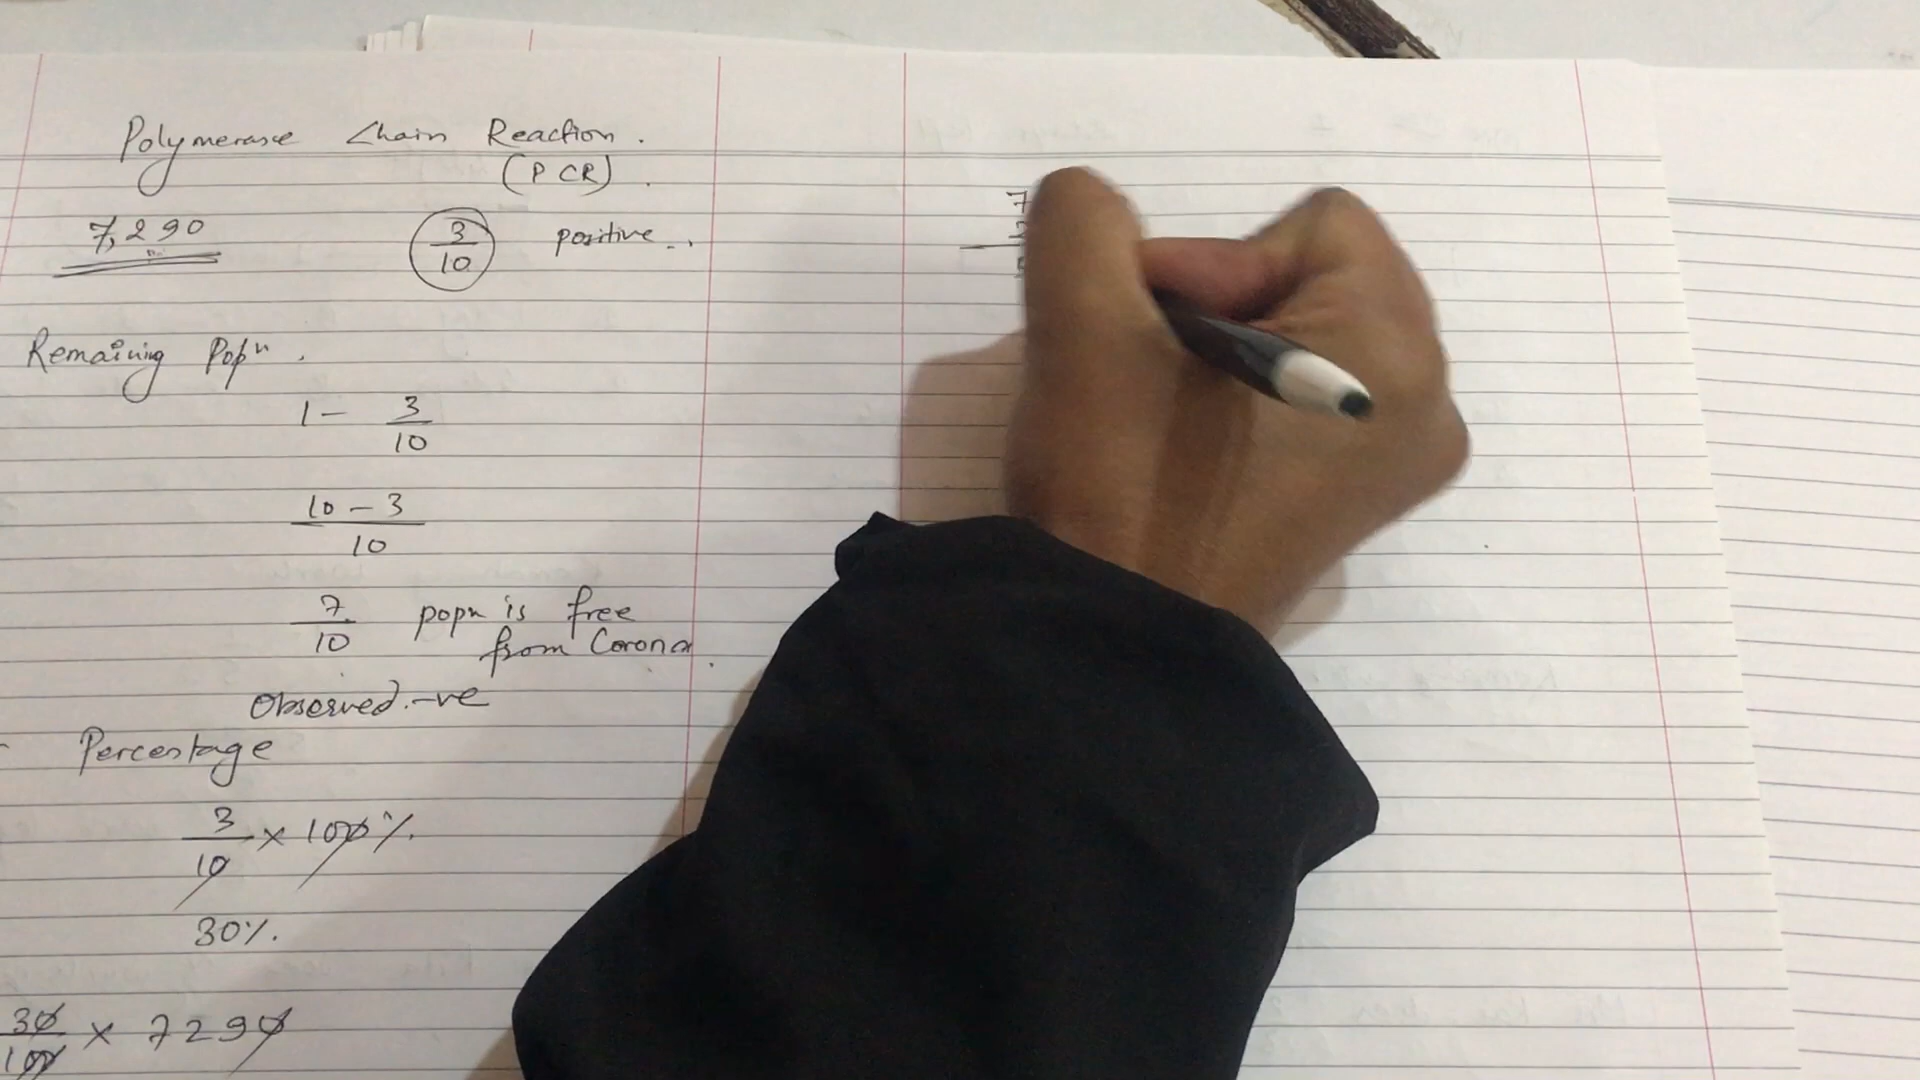 Polymerase Chain Reaction.
(PCR).
7,290
3/10 positive..
Remaining Popn.
1 - 3/10
10 - 3
10
7/10 popn is free
from Corona.
Observed.-ve
Percentage
3/10 x 100%.
30%.
30/100 x 7290